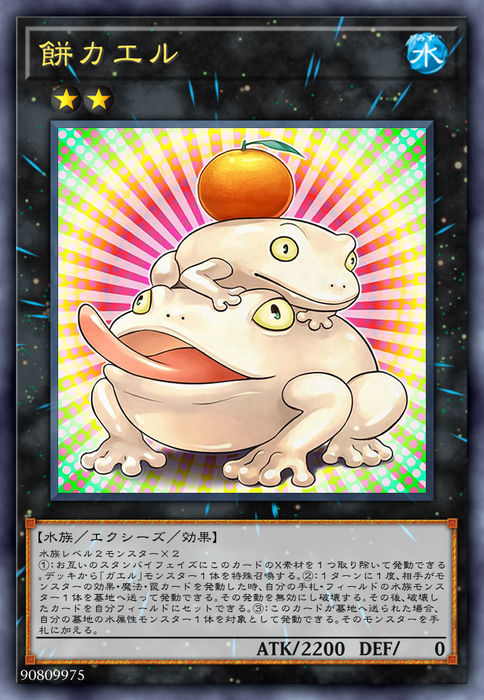 餅カエル
みず
水
【水族／エクシーズ／効果】
水族レベル２モンスター×２
①：お互いのスタンバイフェイズにこのカードのX素材を１つ取り除いて発動できる。
デッキから「ガエル」モンスター１体を特殊召喚する。②：１ターンに１度、相手がモ
ンスターの効果・魔法・罠カードを発動した時、自分の手札・フィールドの水族モンス
ター１体を墓地へ送って発動できる。その発動を無効にし破壊する。その後、破壊し
たカードを自分フィールドにセットできる。③：このカードが墓地へ送られた場合、
自分の墓地の水属性モンスター１体を対象として発動できる。そのモンスターを手
札に加える。
ATK/2200 DEF/ 0
90809975